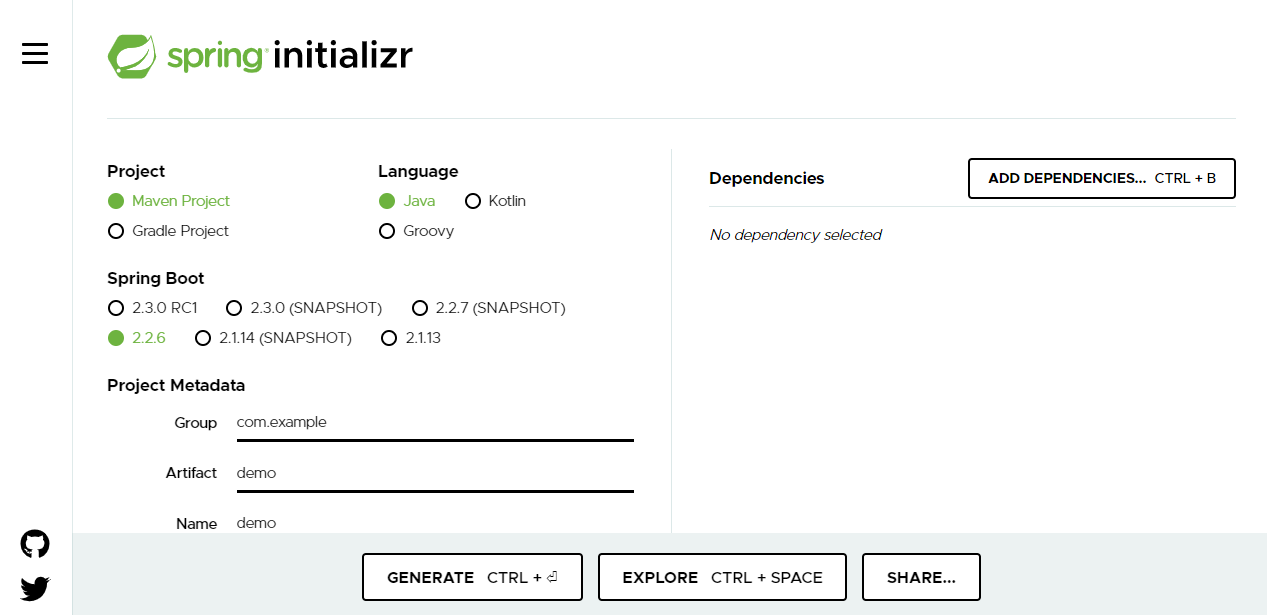 spring initializr
Project
Maven Project
Gradle Project
Language
Java Kotlin
Groovy
Spring Boot
2.3.0 RC1 2.3.0 (SNAPSHOT) 2.2.7 (SNAPSHOT)
2.2.6 2.1.14 (SNAPSHOT) 2.1.13
Project Metadata
Group com.example
Artifact demo
Name demo
Dependencies ADD DEPENDENCIES... CTRL + B
No dependency selected
GENERATE CTRL + ⏎ EXPLORE CTRL + SPACE SHARE...